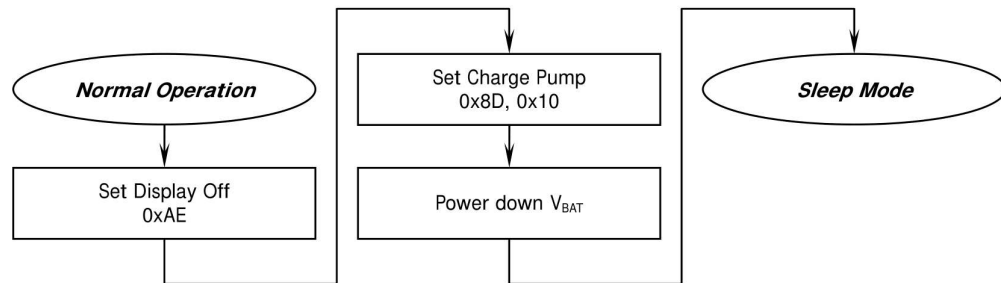 Normal Operation
Set Display Off
0xAE
Set Charge Pump
0x8D, 0x10
Power down VBAT
Sleep Mode